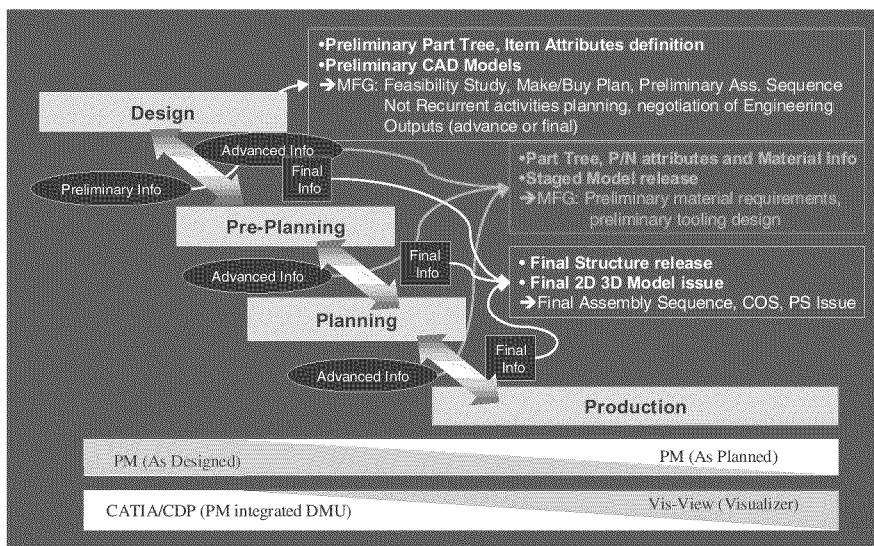 •Preliminary Part Tree, Item Attributes definition
•Preliminary CAD Models
➔MFG: Feasibility Study, Make/Buy Plan, Preliminary Ass. Sequence
Not Recurrent activities planning, negotiation of Engineering
Outputs (advance or final)
Design
Advanced Info
Final
Info
Preliminary Info
•Part Tree, P/N attributes and Material Info
•Staged Model release
➔MFG: Preliminary material requirements,
preliminary tooling design
Pre-Planning
Advanced Info
Final
Info
• Final Structure release
• Final 2D 3D Model issue
➔Final Assembly Sequence, COS, PS Issue
Planning
Advanced Info
Final
Info
Production
PM (As Designed)
PM (As Planned)
CATIA/CDP (PM integrated DMU)
Vis-View (Visualizer)